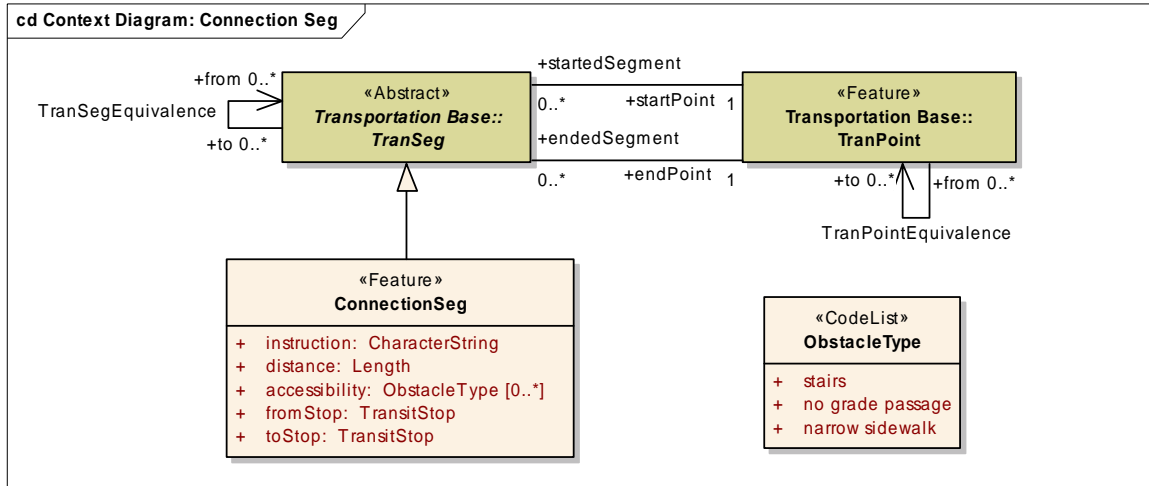 cd Context Diagram: Connection Seg
+from 0..*
TranSegEquivalence
+to 0..*
«Abstract»
Transportation Base::
TranSeg
+startedSegment
0..* +startPoint 1
+endedSegment
0..* +endPoint 1
«Feature»
Transportation Base::
TranPoint
+to 0..* +from 0..*
TranPointEquivalence
«Feature»
ConnectionSeg
+ instruction: CharacterString
+ distance: Length
+ accessibility: ObstacleType [0..*]
+ fromStop: TransitStop
+ toStop: TransitStop
«CodeList»
ObstacleType
+ stairs
+ no grade passage
+ narrow sidewalk